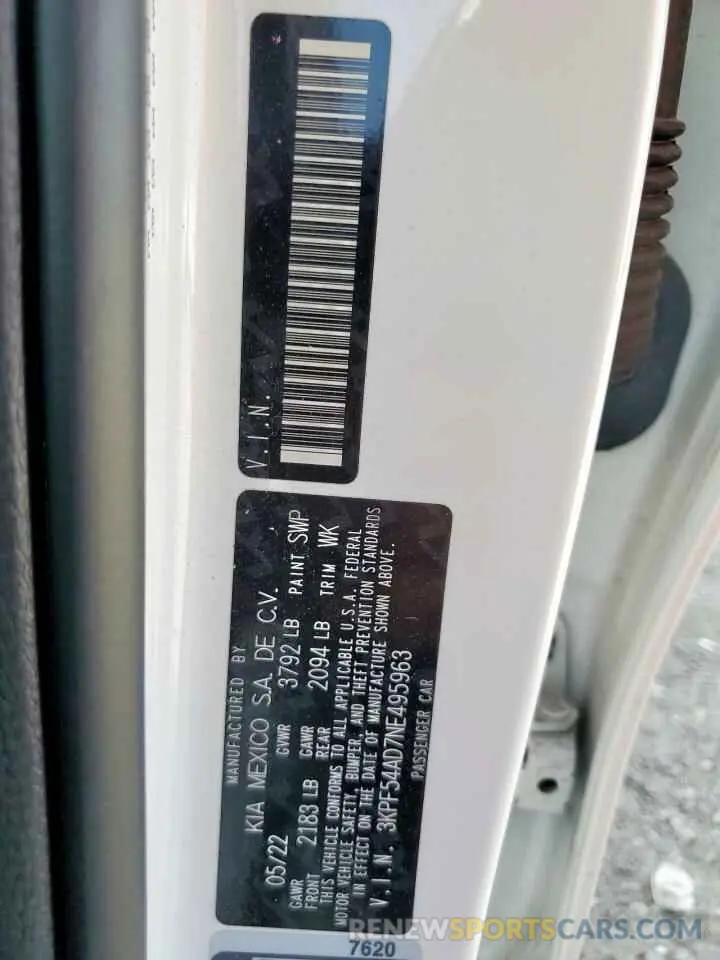 V.I.N.
MANUFACTURED BY
KIA MEXICO S.A. DE C.V.
05/22 GVWR 3792 LB PAINT SWP
GAWR FRONT 2183 LB GAWR REAR 2094 LB TRIM WK
THIS VEHICLE CONFORMS TO ALL APPLICABLE U.S.A. FEDERAL
MOTOR VEHICLE SAFETY, BUMPER, AND THEFT PREVENTION STANDARDS
IN EFFECT ON THE DATE OF MANUFACTURE SHOWN ABOVE.
V.I.N. 3KPF54AD7NE495963
PASSENGER CAR
7620
RENEWSPORTSCARS.COM